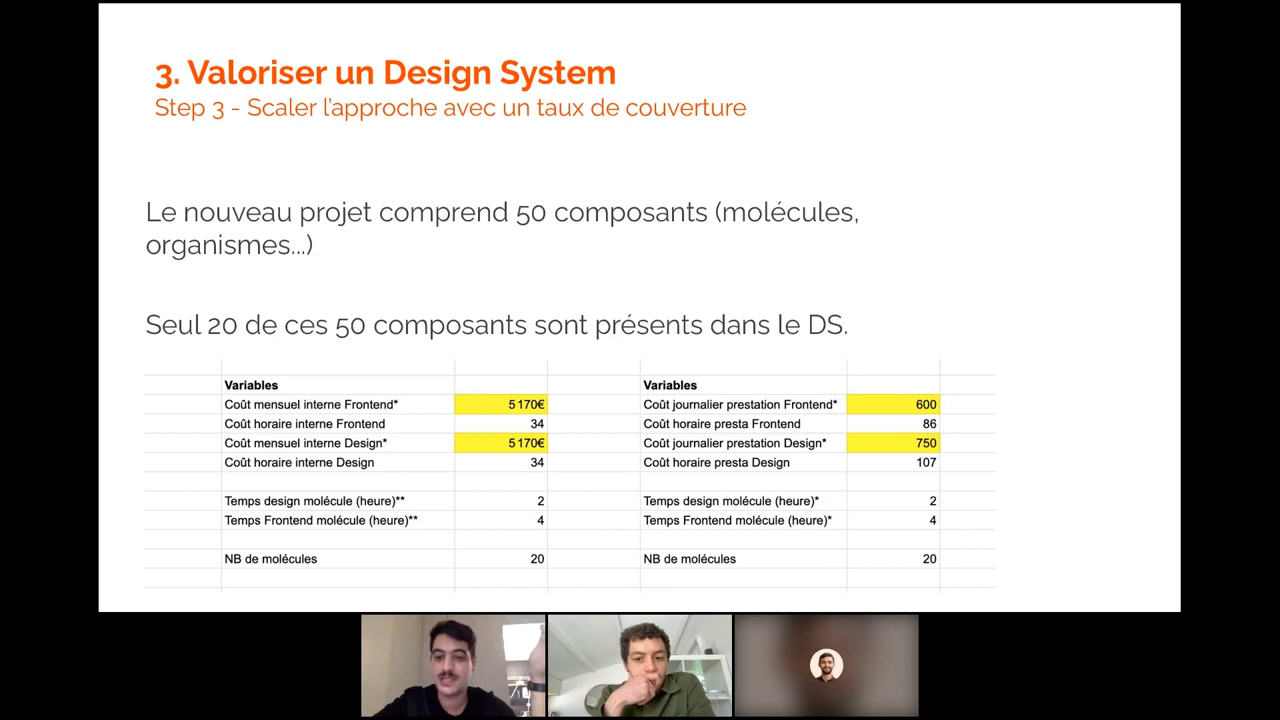 3. Valoriser un Design System
Step 3 - Scaler l'approche avec un taux de couverture
Le nouveau projet comprend 50 composants (molécules,
organismes...)
Seul 20 de ces 50 composants sont présents dans le DS.
Variables Variables
Coût mensuel interne Frontend* 5 170€ Coût journalier prestation Frontend* 600
Coût horaire interne Frontend 34 Coût horaire presta Frontend 86
Coût mensuel interne Design* 5 170€ Coût journalier prestation Design* 750
Coût horaire interne Design 34 Coût horaire presta Design 107
Temps design molécule (heure)** 2 Temps design molécule (heure)* 2
Temps Frontend molécule (heure)** 4 Temps Frontend molécule (heure)* 4
NB de molécules 20 NB de molécules 20